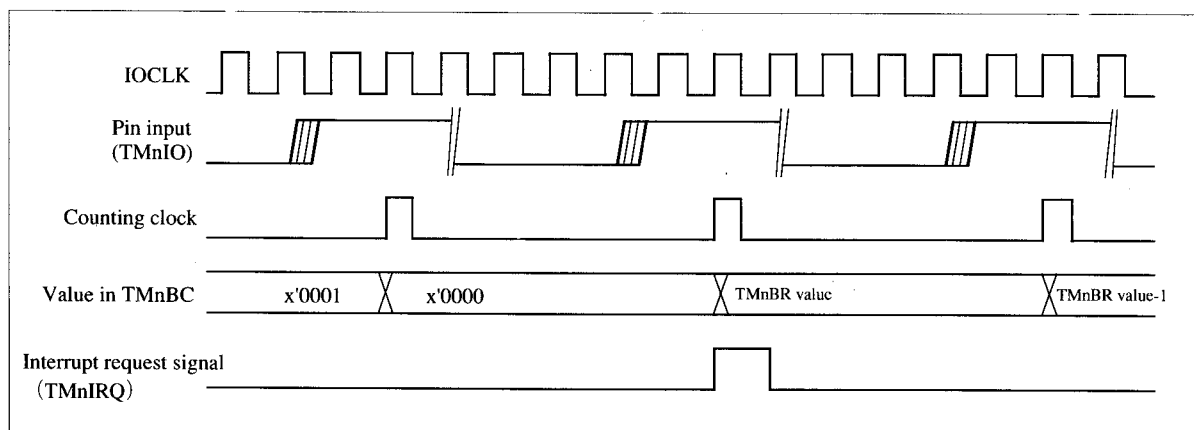 IOCLK
Pin input
(TMnIO)
Counting clock
Value in TMnBC
x'0001
x'0000
TMnBR value
TMnBR value-1
Interrupt request signal
(TMnIRQ)